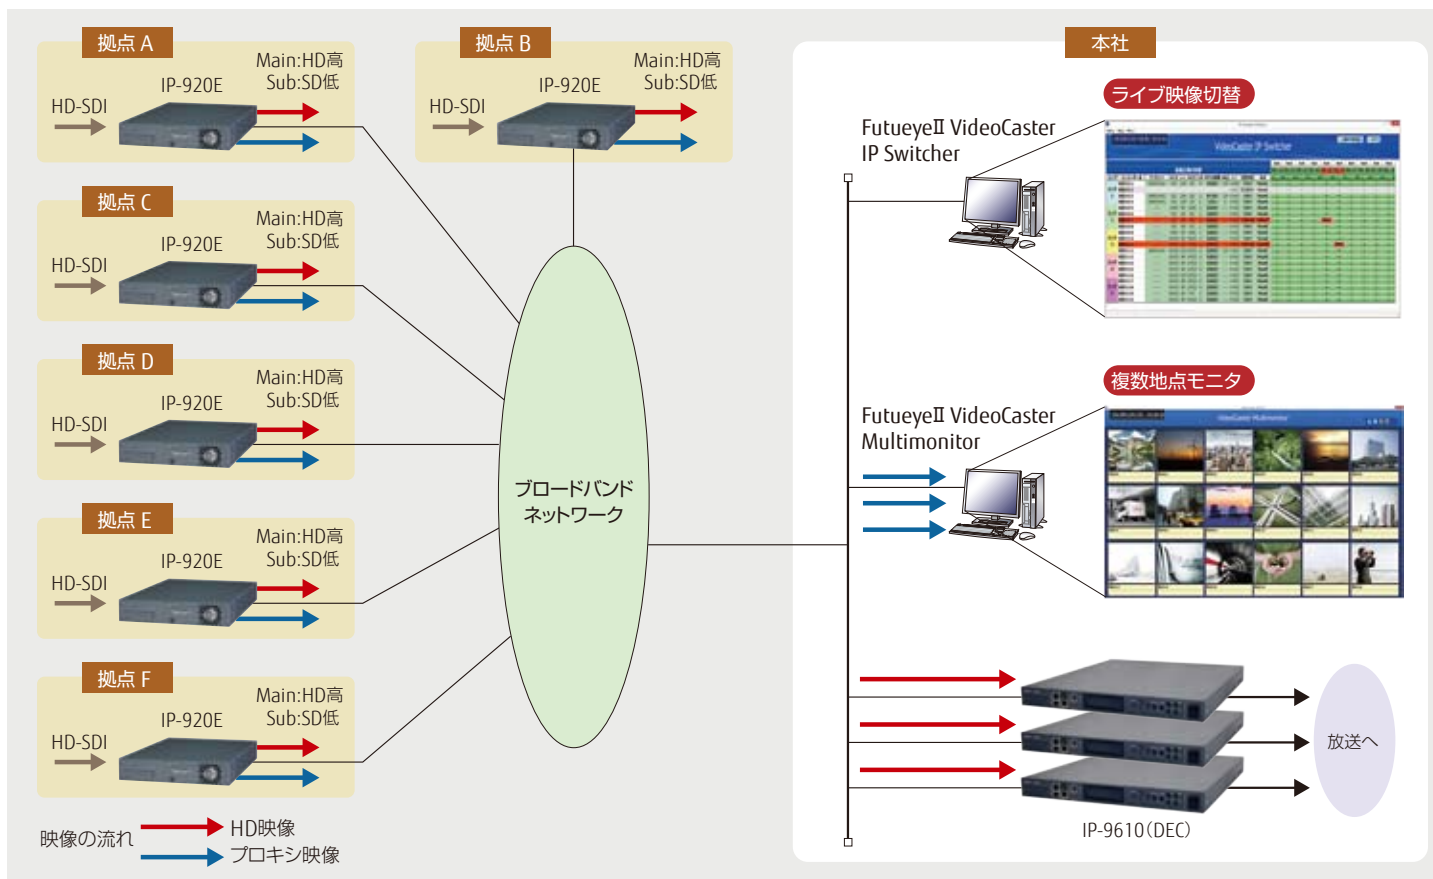 拠点 A
Main:HD高
Sub:SD低
IP-920E
HD-SDI
拠点 B
Main:HD高
Sub:SD低
IP-920E
HD-SDI
拠点 C
Main:HD高
Sub:SD低
IP-920E
HD-SDI
拠点 D
Main:HD高
Sub:SD低
IP-920E
HD-SDI
拠点 E
Main:HD高
Sub:SD低
IP-920E
HD-SDI
拠点 F
Main:HD高
Sub:SD低
IP-920E
HD-SDI
ブロードバンド
ネットワーク
映像の流れ
HD映像
プロキシ映像
本社
ライブ映像切替
FutueyeⅡ VideoCaster
IP Switcher
VideoCaster IP Switcher
複数地点モニタ
FutueyeⅡ VideoCaster
Multimonitor
VideoCaster Multimonitor
放送へ
IP-9610（DEC）